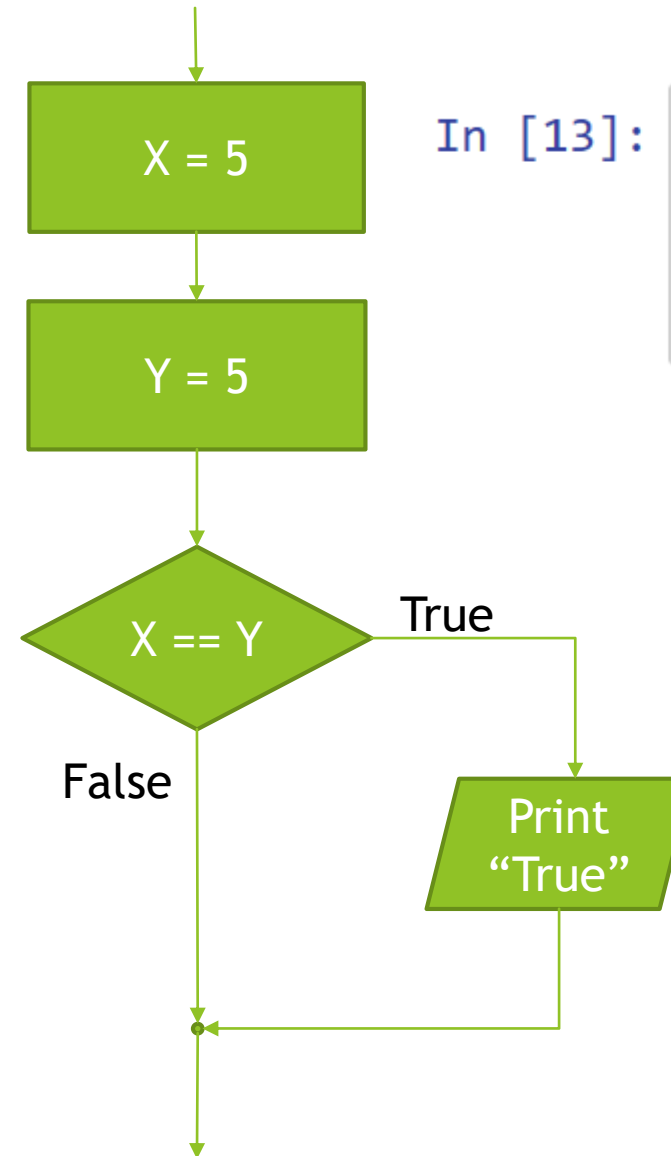 X = 5
In [13]:
Y = 5
X == Y
True
False
Print
“True”